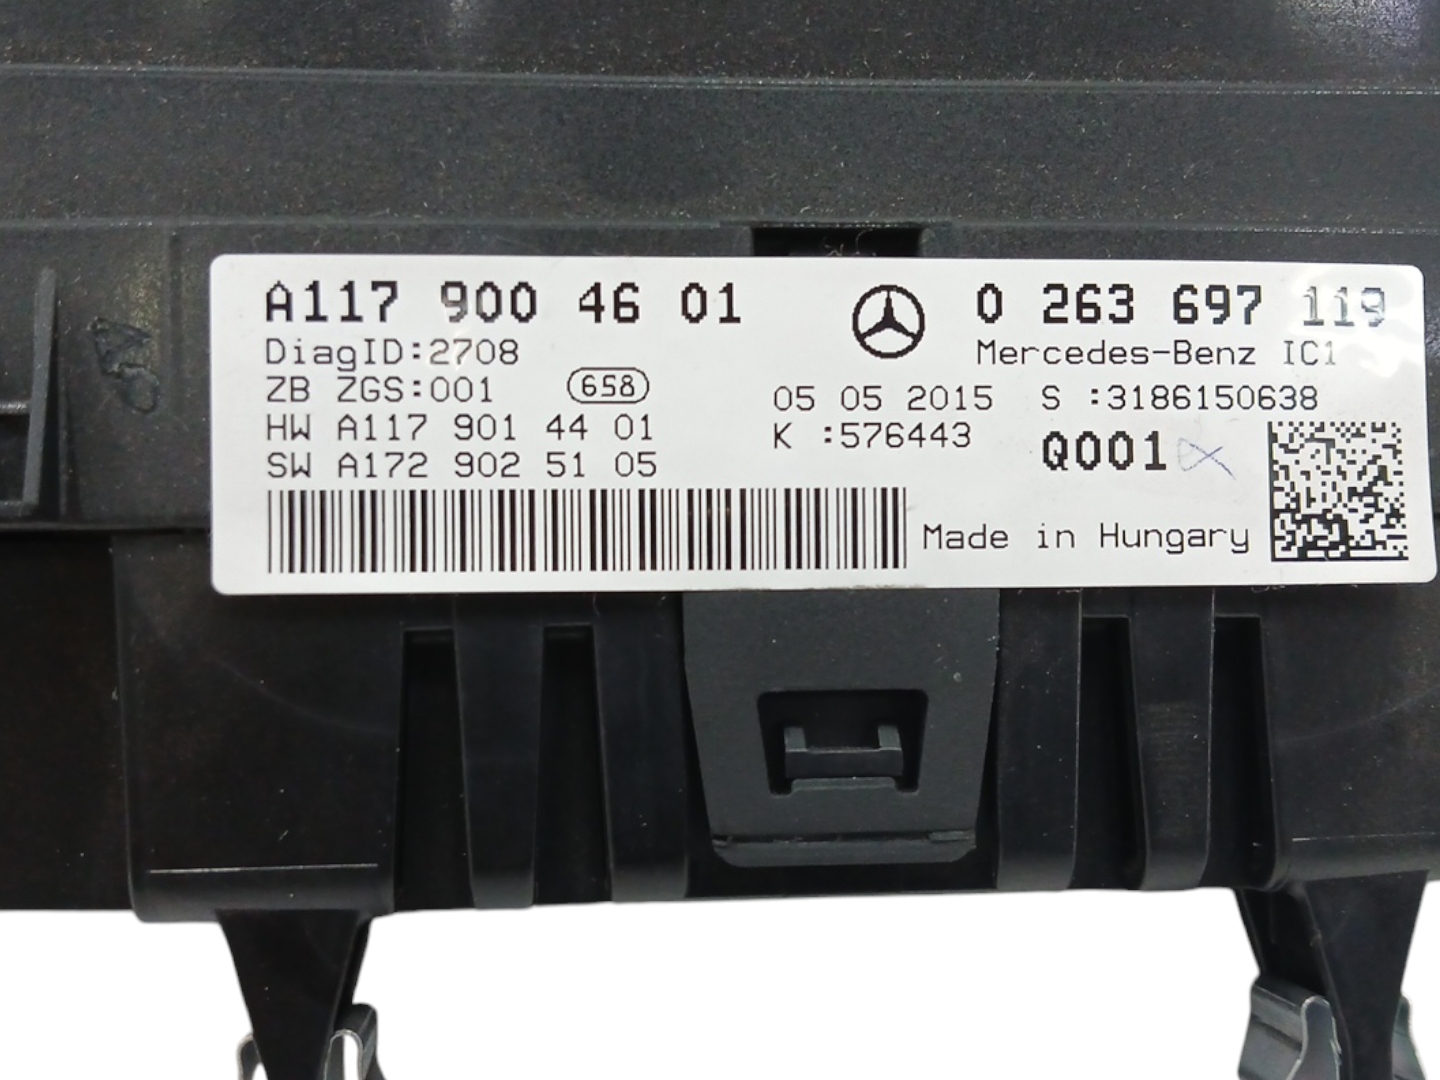 A117 900 46 01
DiagID:2708
ZB ZGS:001 658
HW A117 901 44 01
SW A172 902 51 05
0 263 697 119
Mercedes-Benz IC1
05 05 2015 S :3186150638
K :576443
Q001
Made in Hungary